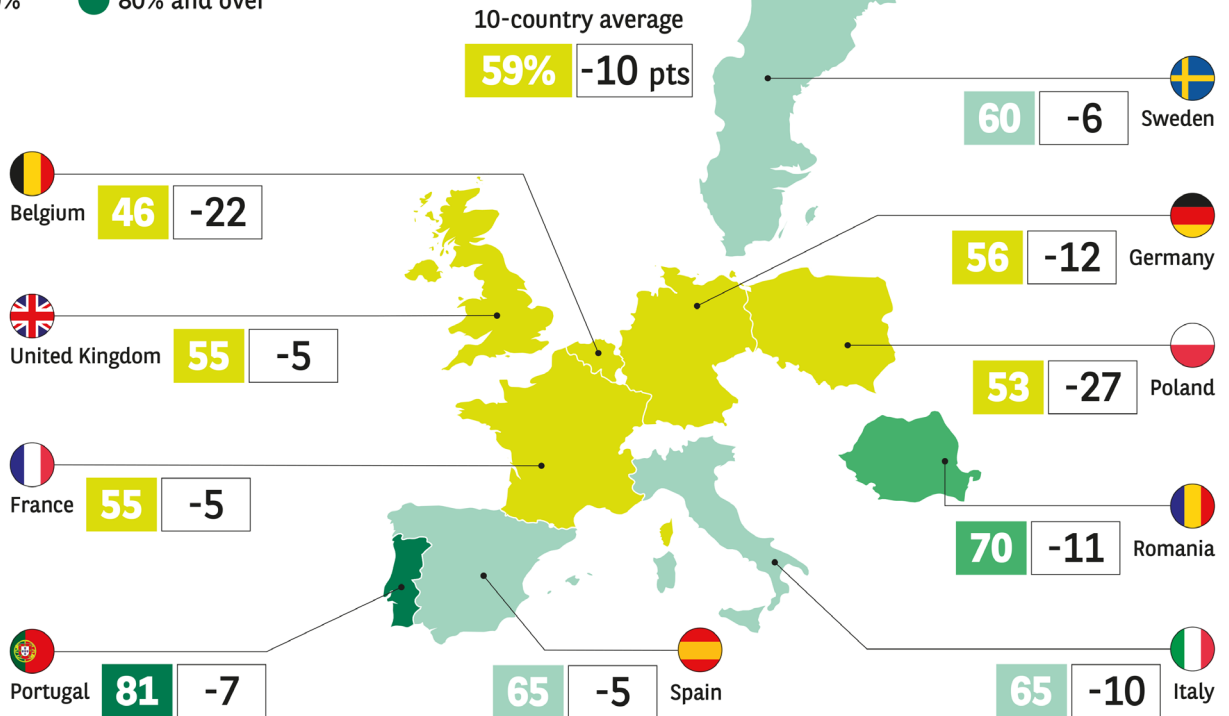 80% and over
10-country average
59% -10 pts
60 -6 Sweden
Belgium 46 -22
56 -12 Germany
United Kingdom 55 -5
53 -27 Poland
France 55 -5
70 -11 Romania
Portugal 81 -7
65 -5 Spain
65 -10 Italy